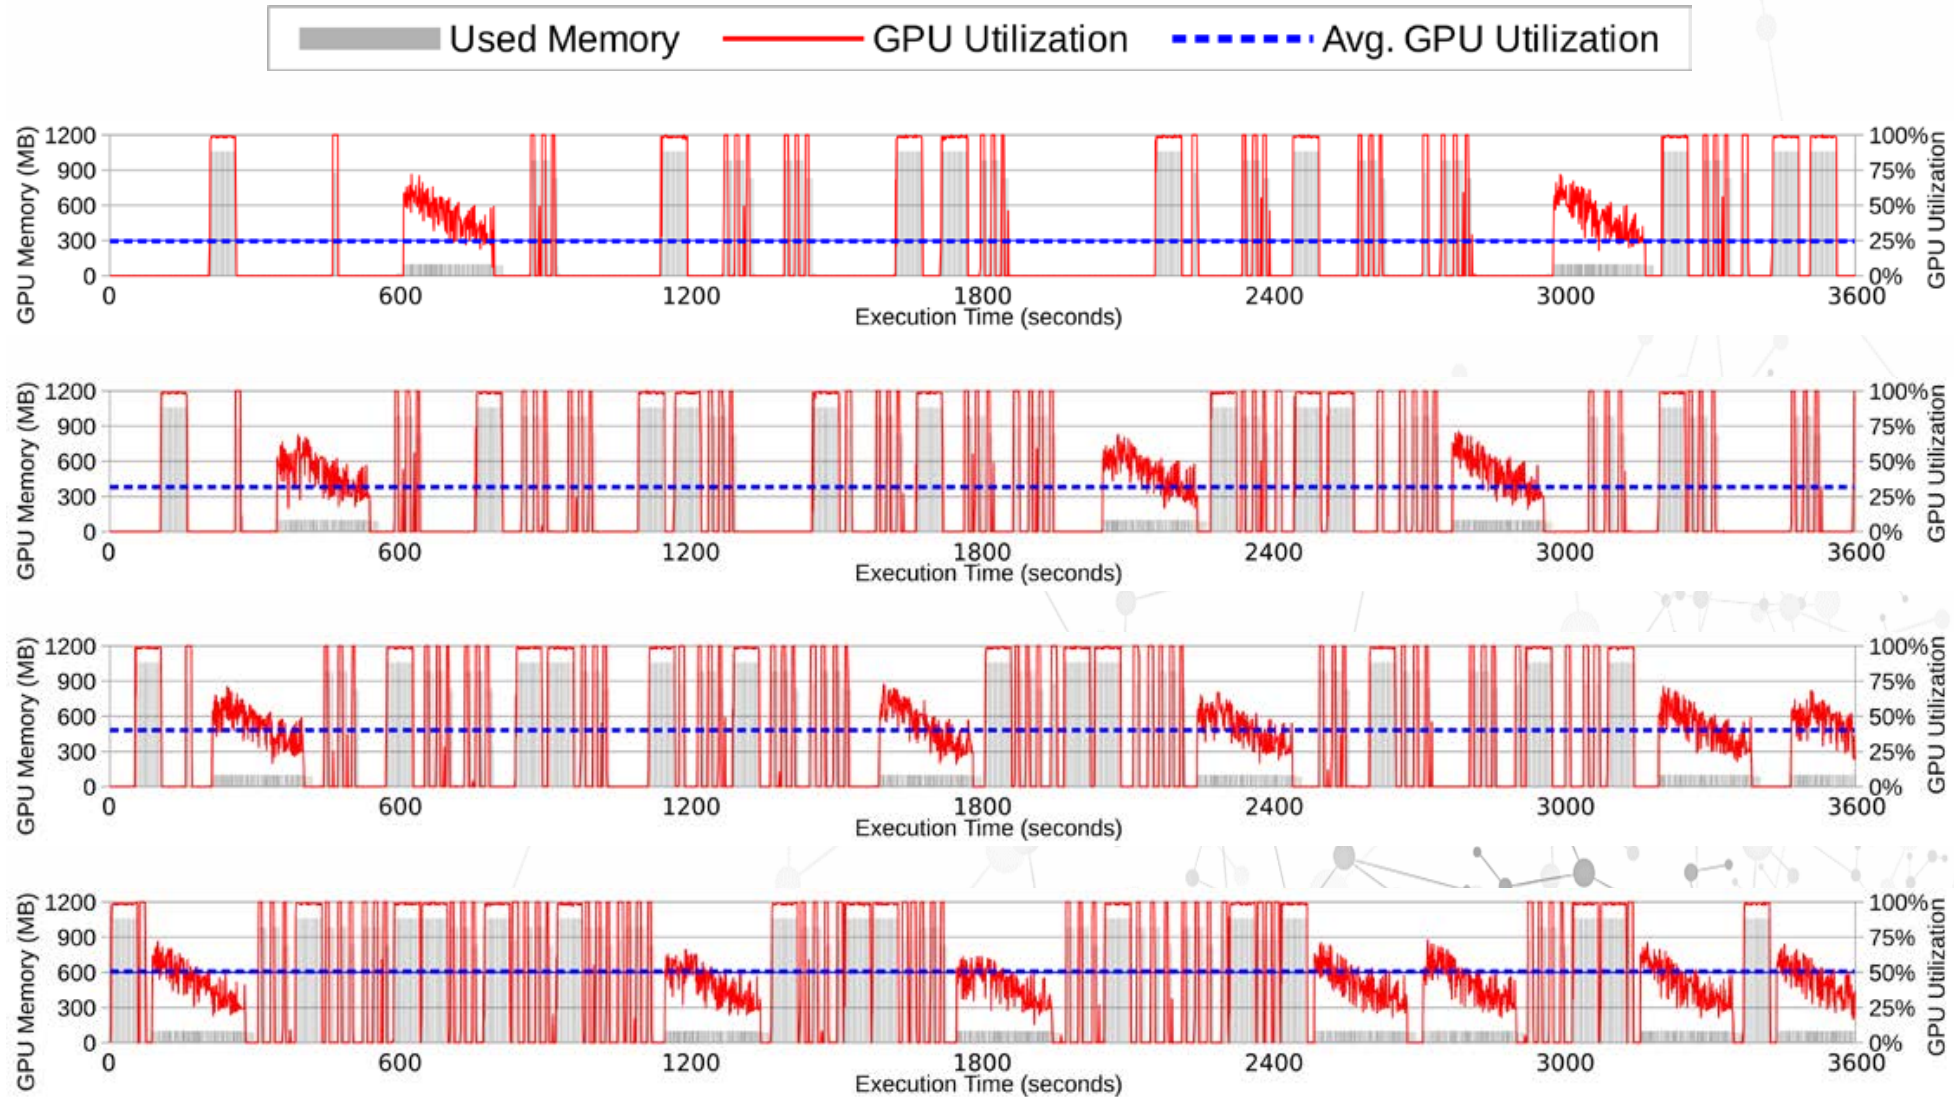 Used Memory GPU Utilization Avg. GPU Utilization
GPU Memory (MB)
1200
900
600
300
0
100%
75%
50%
25%
0%
GPU Utilization
0 600 1200 1800 2400 3000 3600
Execution Time (seconds)
GPU Memory (MB)
1200
900
600
300
0
100%
75%
50%
25%
0%
GPU Utilization
0 600 1200 1800 2400 3000 3600
Execution Time (seconds)
GPU Memory (MB)
1200
900
600
300
0
100%
75%
50%
25%
0%
GPU Utilization
0 600 1200 1800 2400 3000 3600
Execution Time (seconds)
GPU Memory (MB)
1200
900
600
300
0
100%
75%
50%
25%
0%
GPU Utilization
0 600 1200 1800 2400 3000 3600
Execution Time (seconds)